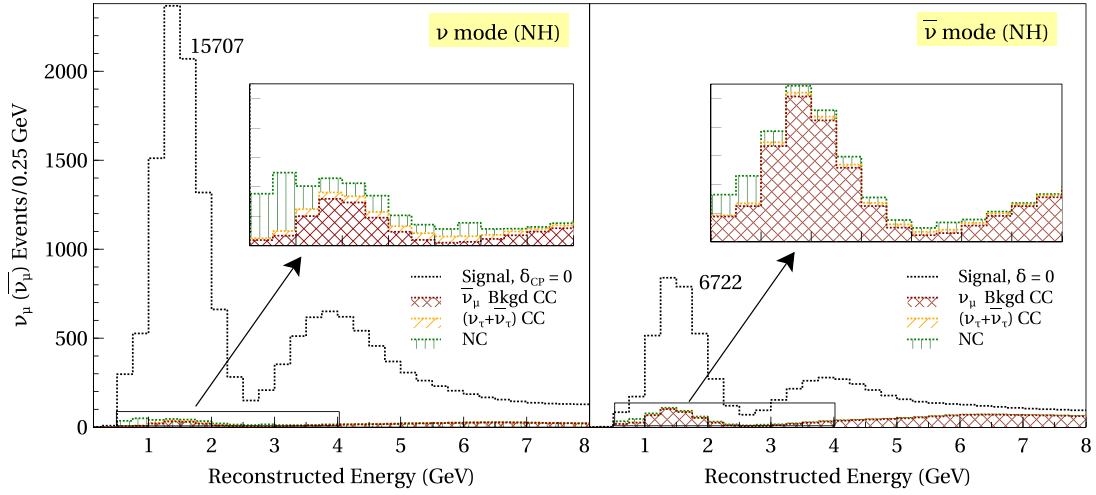 ν mode (NH)
15707
ν̄ mode (NH)
6722
ν_μ (ν̄_μ) Events/0.25 GeV
2000
1500
1000
500
0
Signal, δ_CP = 0
ν̄_μ Bkgd CC
(ν_τ+ν̄_τ) CC
NC
Signal, δ = 0
ν_μ Bkgd CC
(ν_τ+ν̄_τ) CC
NC
1 2 3 4 5 6 7 8
1 2 3 4 5 6 7 8
Reconstructed Energy (GeV)
Reconstructed Energy (GeV)